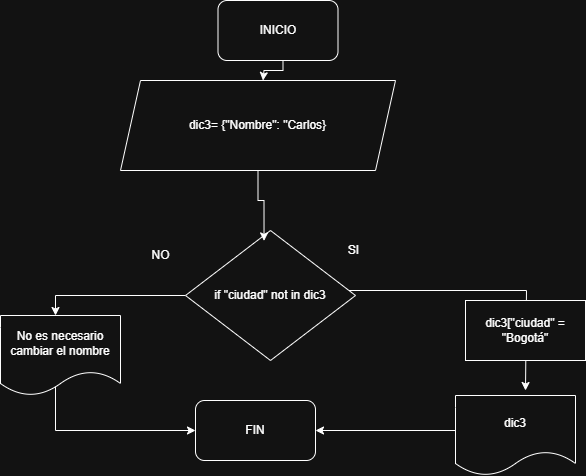 INICIO
dic3= {"Nombre": "Carlos}
NO
SI
if "ciudad" not in dic3
No es necesario
cambiar el nombre
dic3["ciudad" =
"Bogotá"
dic3
FIN